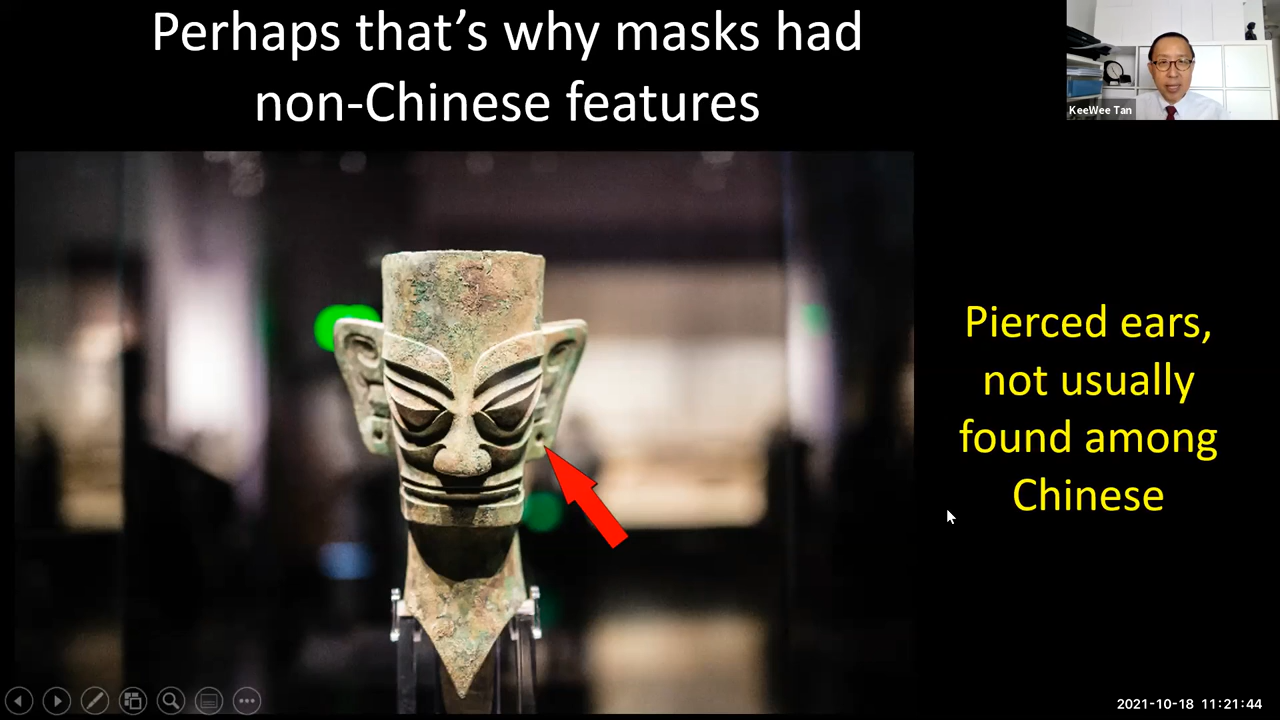 Perhaps that’s why masks had
non-Chinese features
KeeWee Tan
Pierced ears,
not usually
found among
Chinese
2021-10-18 11:21:44